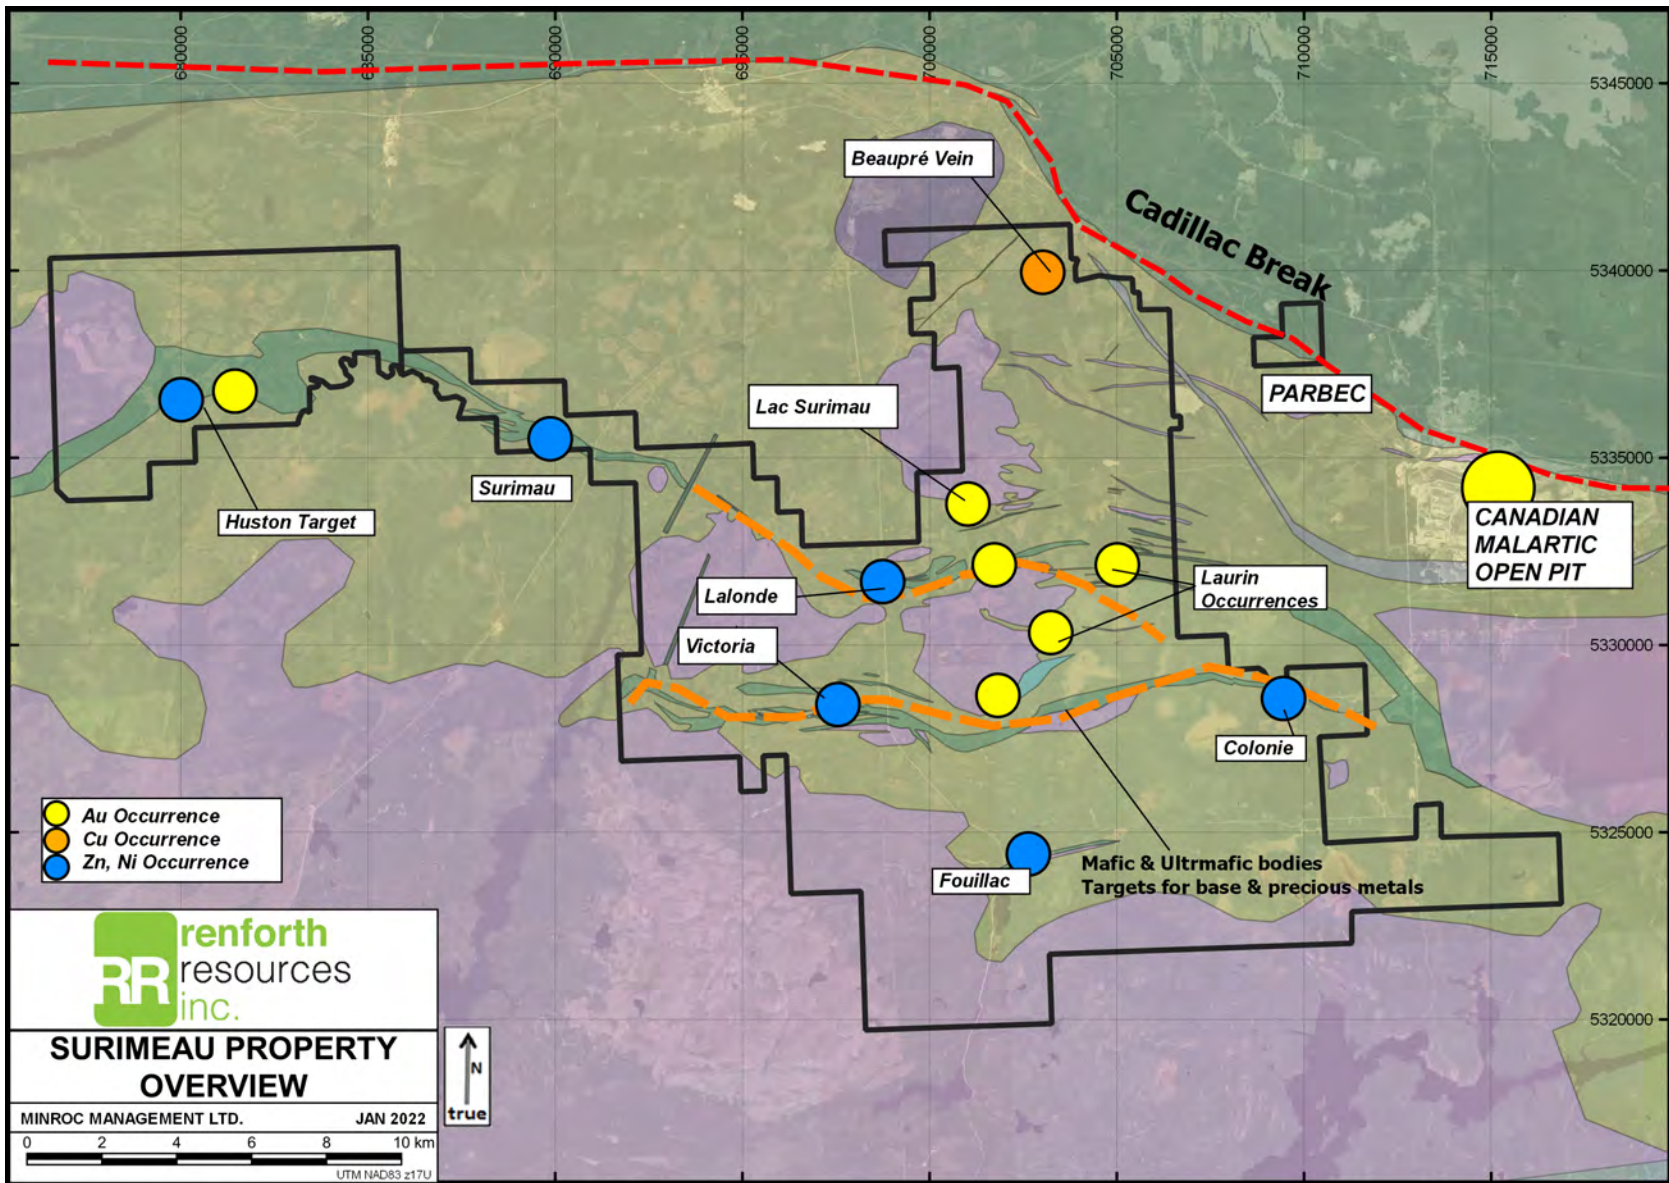 680000
685000
690000
695000
700000
705000
710000
715000
5345000
Beaupré Vein
Cadillac Break
5340000
PARBEC
Lac Surimau
5335000
Surimau
Huston Target
CANADIAN
MALARTIC
OPEN PIT
Lalonde
Laurin
Occurrences
Victoria
5330000
Colonie
Au Occurrence
Cu Occurrence
Zn, Ni Occurrence
5325000
Mafic & Ultrmafic bodies
Targets for base & precious metals
Fouillac
RR
renforth
resources
inc.
5320000
SURIMEAU PROPERTY
OVERVIEW
N
true
MINROC MANAGEMENT LTD. JAN 2022
0 2 4 6 8 10 km
UTM NAD83 z17U